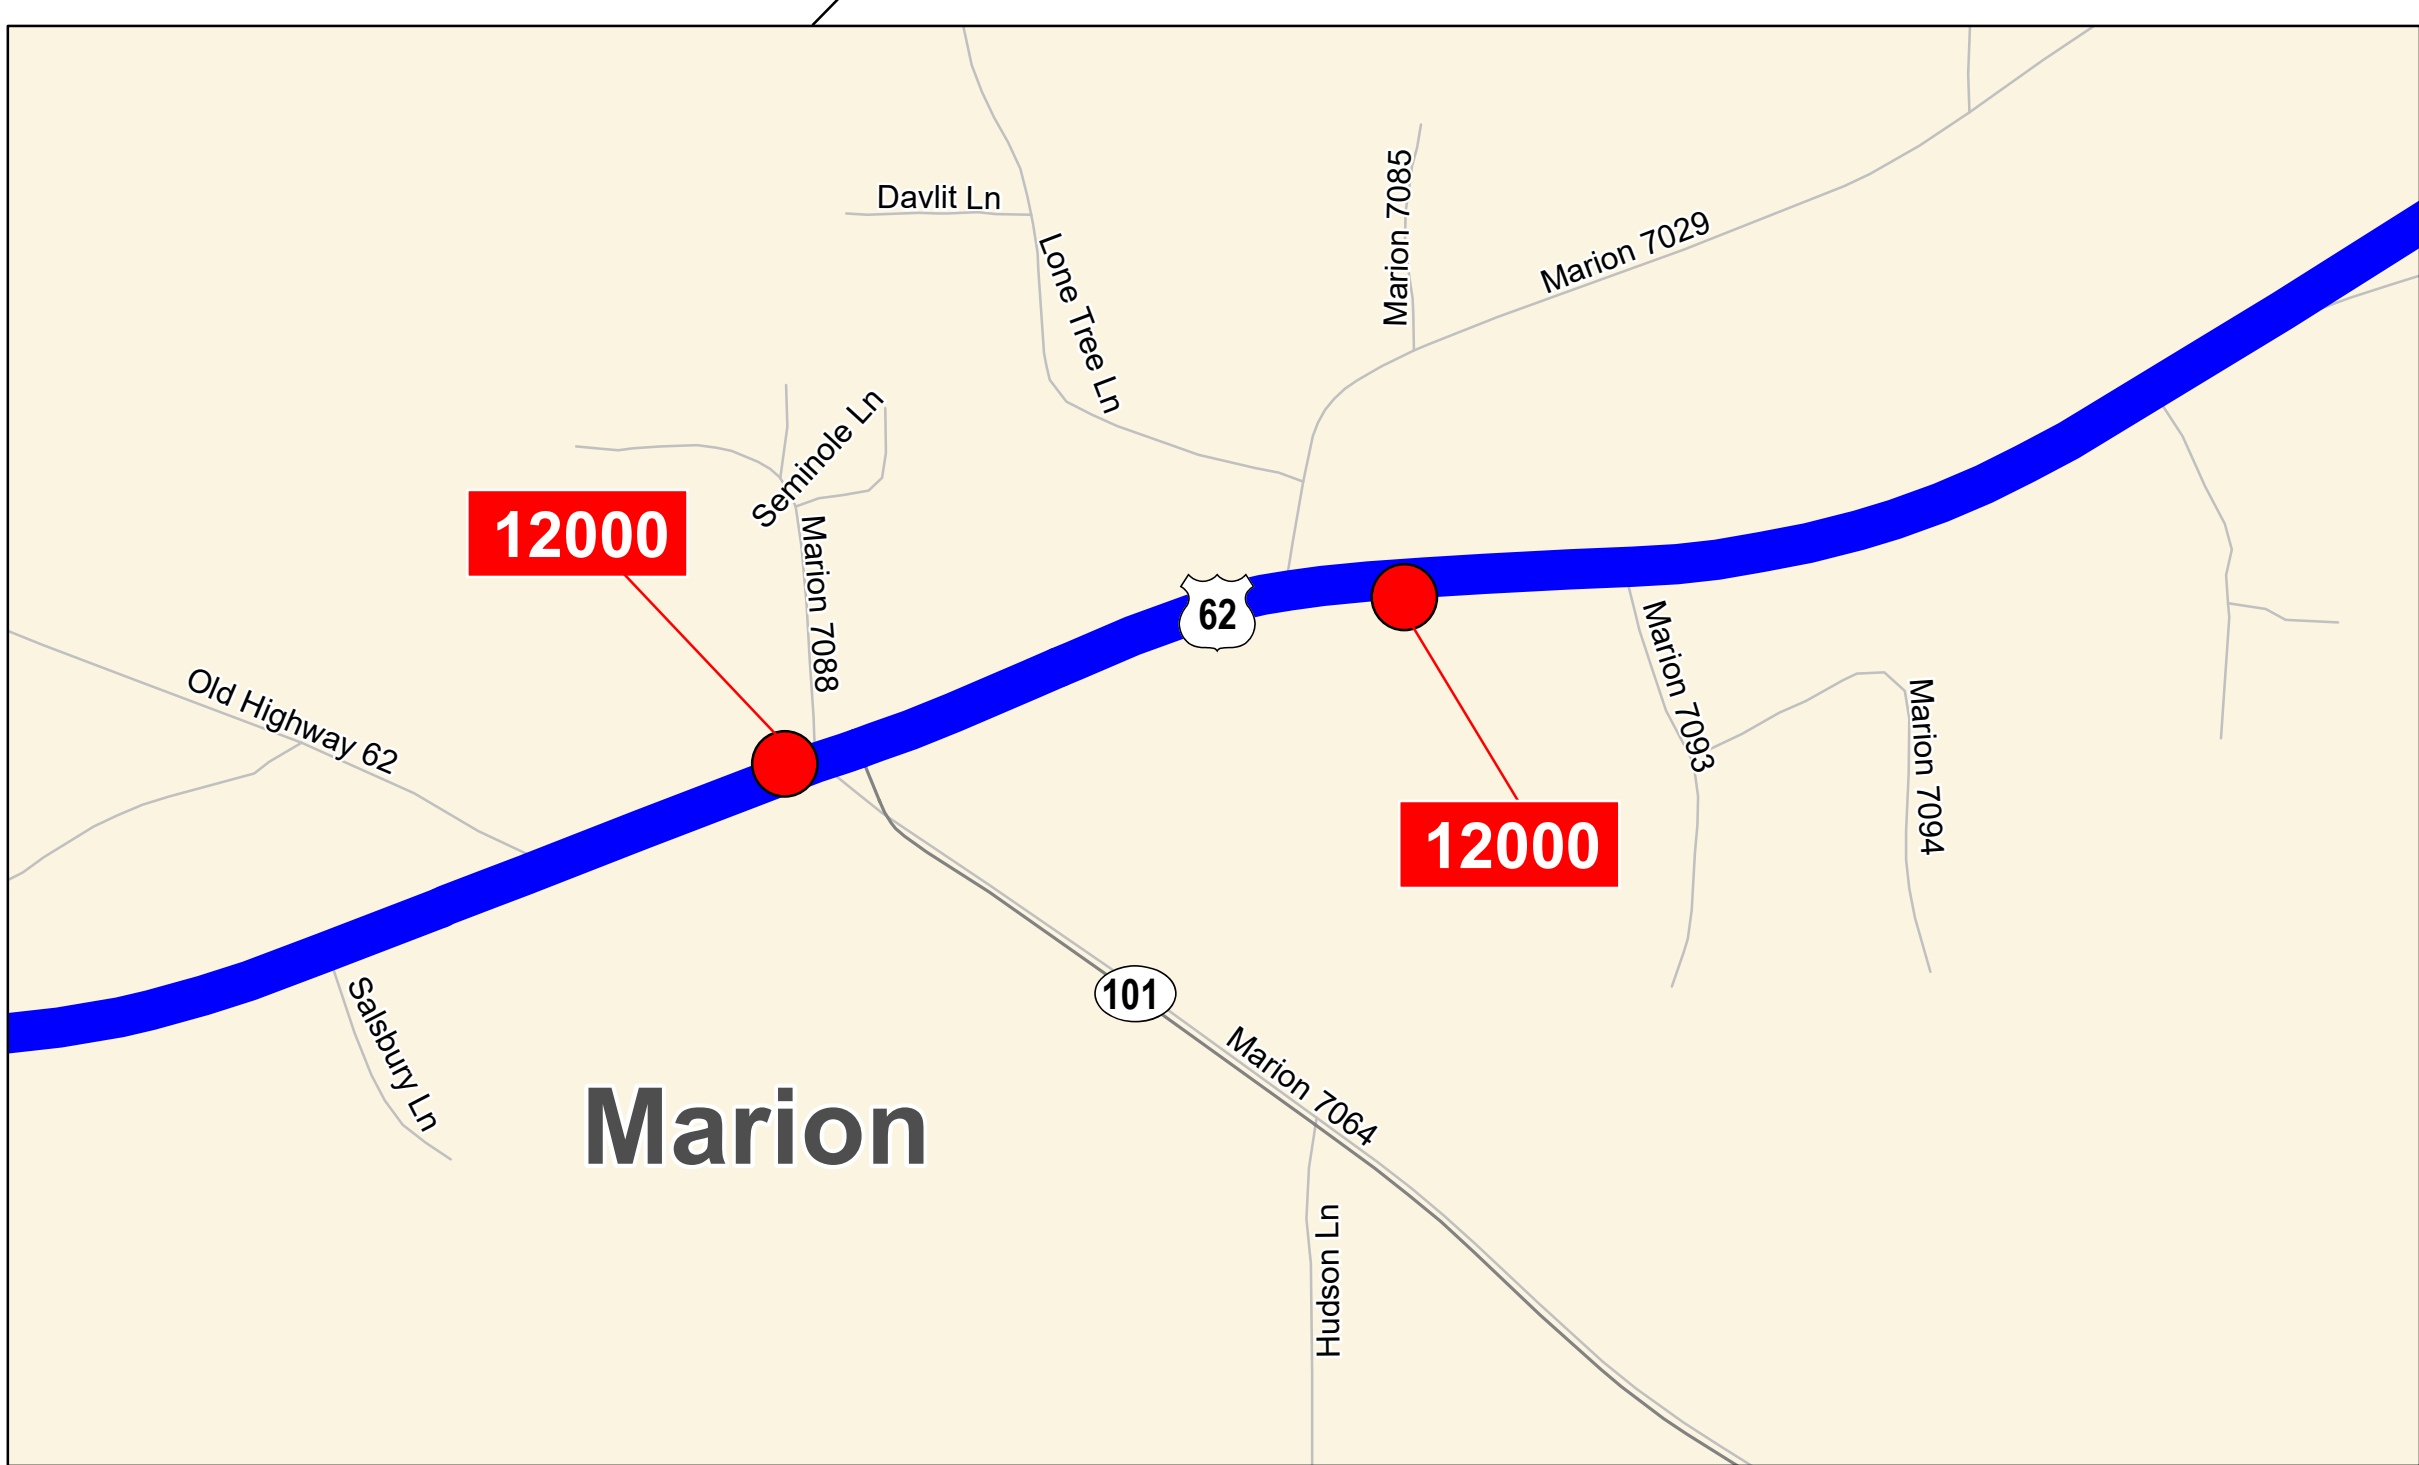 Davlit Ln
Lone Tree Ln
Marion 7085
Marion 7029
Seminole Ln
12000
Marion 7088
62
Old Highway 62
Marion 7093
Marion 7094
12000
101
Salsbury Ln
Marion 7064
Marion
Hudson Ln